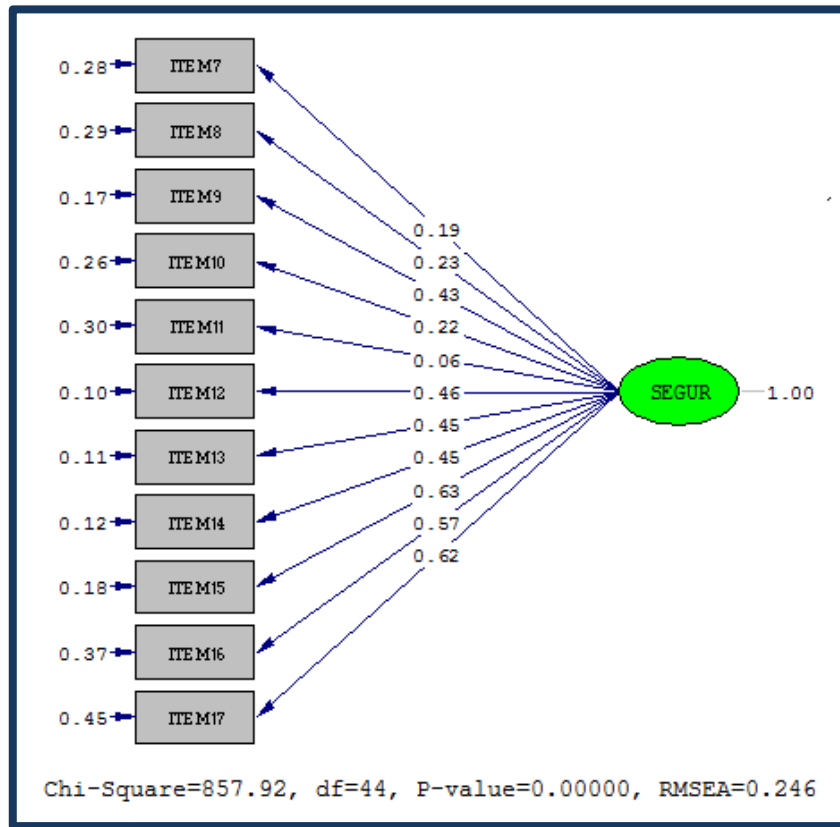 0.28 ITEM7
0.29 ITEM8
0.17 ITEM9
0.19
0.26 ITEM10
0.23
0.43
0.30 ITEM11
0.22
0.06
0.10 ITEM12 0.46 SEGUR 1.00
0.45
0.11 ITEM13 0.45
0.63
0.12 ITEM14 0.57
0.62
0.18 ITEM15
0.37 ITEM16
0.45 ITEM17
Chi-Square=857.92, df=44, P-value=0.00000, RMSEA=0.246